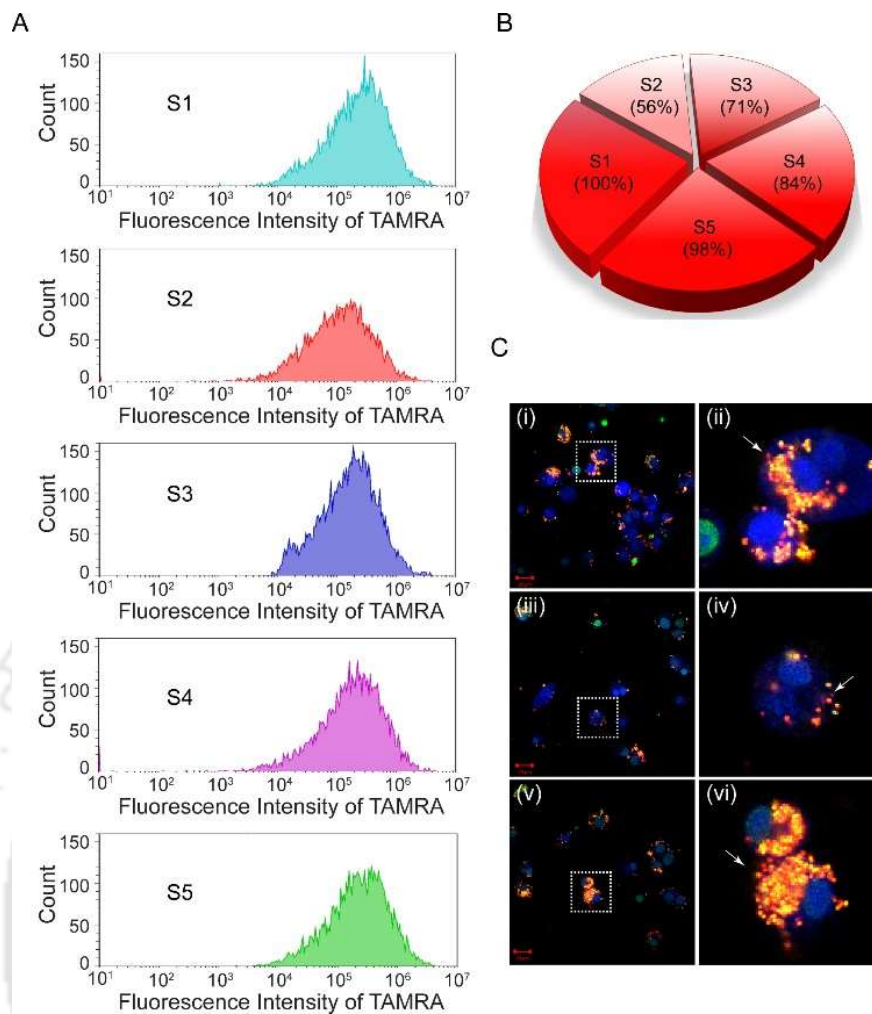 A
Count
150
100
50
0
S1
10¹ 10² 10³ 10⁴ 10⁵ 10⁶ 10⁷
Fluorescence Intensity of TAMRA
Count
150
100
50
0
S2
10¹ 10² 10³ 10⁴ 10⁵ 10⁶ 10⁷
Fluorescence Intensity of TAMRA
Count
150
100
50
0
S3
10¹ 10² 10³ 10⁴ 10⁵ 10⁶ 10⁷
Fluorescence Intensity of TAMRA
Count
150
100
50
0
S4
10¹ 10² 10³ 10⁴ 10⁵ 10⁶ 10⁷
Fluorescence Intensity of TAMRA
Count
150
100
50
0
S5
10¹ 10² 10³ 10⁴ 10⁵ 10⁶ 10⁷
Fluorescence Intensity of TAMRA
B
S2
(56%)
S3
(71%)
S1
(100%)
S4
(84%)
S5
(98%)
C
(i)
(ii)
(iii)
(iv)
(v)
(vi)